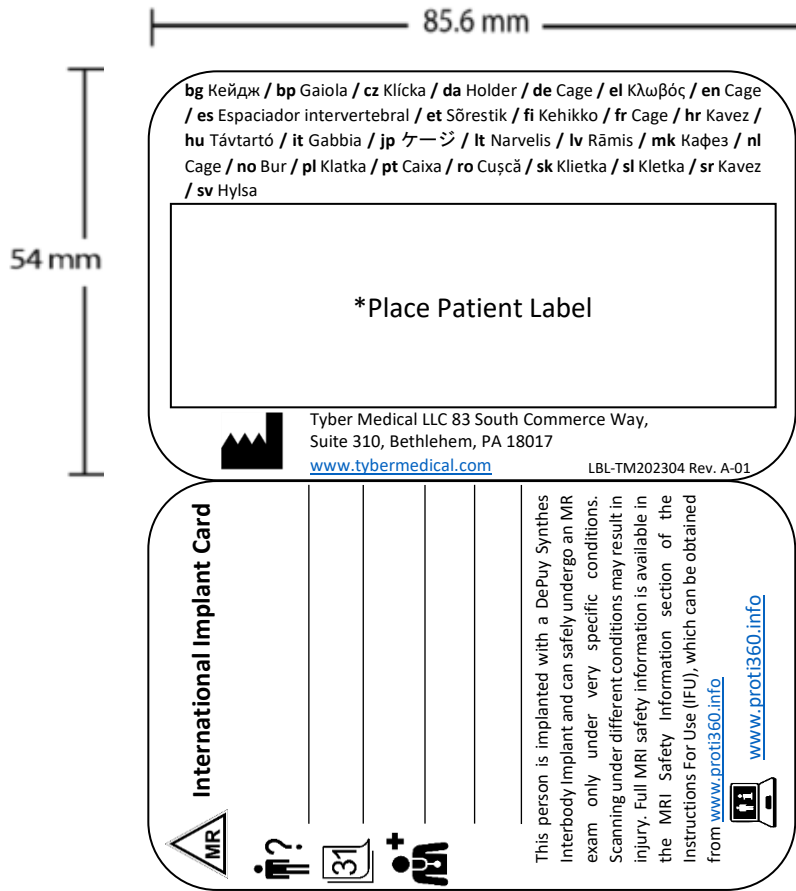 85.6 mm
bg Кейдж / bp Gaiola / cz Klícka / da Holder / de Cage / el Κλωβός / en Cage
/ es Espaciador intervertebral / et Sõrestik / fi Kehikko / fr Cage / hr Kavez /
hu Távtartó / it Gabbia / jp ケージ / lt Narvelis / lv Rāmis / mk Кафез / nl
Cage / no Bur / pl Klatka / pt Caixa / ro Cușcă / sk Klietka / sl Kletka / sr Kavez
/ sv Hylsa
54 mm
*Place Patient Label
Tyber Medical LLC 83 South Commerce Way,
Suite 310, Bethlehem, PA 18017
www.tybermedical.com
LBL-TM202304 Rev. A-01
International Implant Card
MR
?
31
This person is implanted with a DePuy Synthes
Interbody Implant and can safely undergo an MR
exam only under very specific conditions.
Scanning under different conditions may result in
injury. Full MRI safety information is available in
the MRI Safety Information section of the
Instructions For Use (IFU), which can be obtained
from www.proti360.info
www.proti360.info